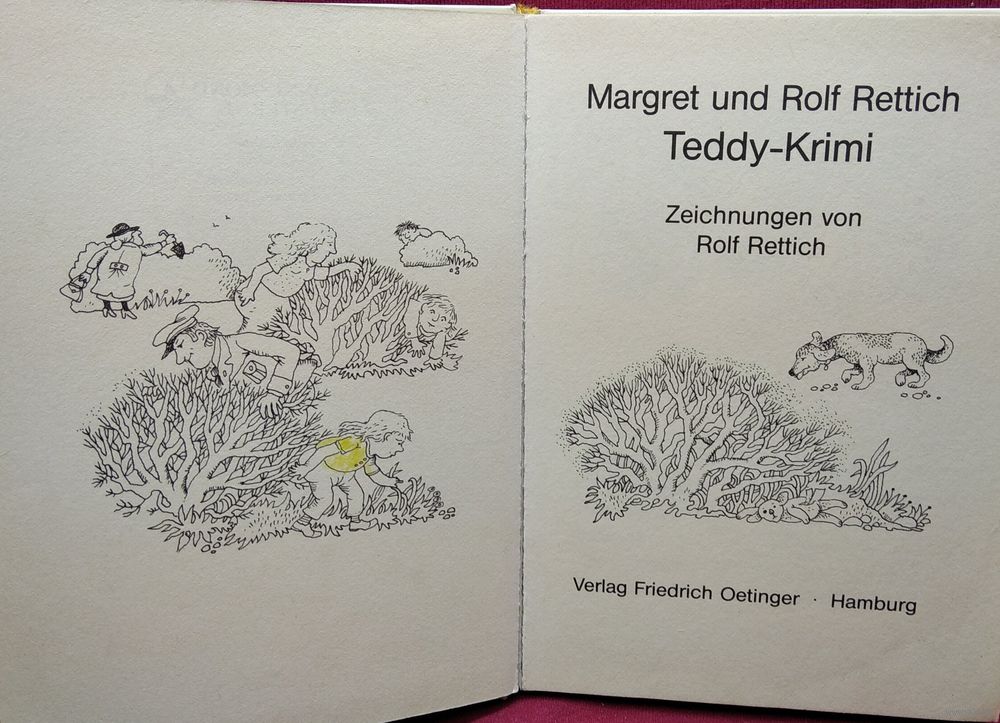 Margret und Rolf Rettich
Teddy-Krimi
Zeichnungen von
Rolf Rettich
Verlag Friedrich Oetinger · Hamburg